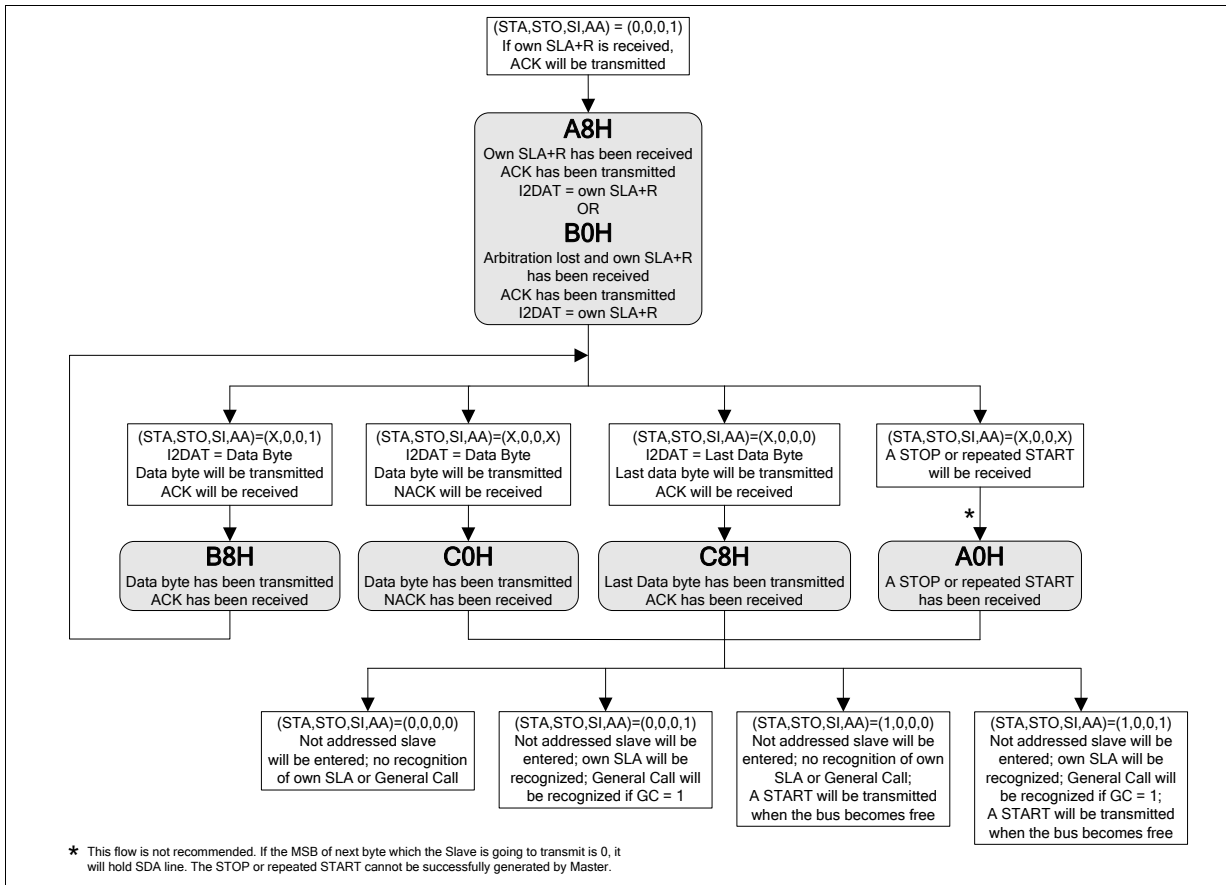 (STA,STO,SI,AA) = (0,0,0,1)
If own SLA+R is received,
ACK will be transmitted
A8H
Own SLA+R has been received
ACK has been transmitted
I2DAT = own SLA+R
OR
B0H
Arbitration lost and own SLA+R
has been received
ACK has been transmitted
I2DAT = own SLA+R
(STA,STO,SI,AA)=(X,0,0,1)
I2DAT = Data Byte
Data byte will be transmitted
ACK will be received
(STA,STO,SI,AA)=(X,0,0,X)
I2DAT = Data Byte
Data byte will be transmitted
NACK will be received
(STA,STO,SI,AA)=(X,0,0,0)
I2DAT = Last Data Byte
Last data byte will be transmitted
ACK will be received
(STA,STO,SI,AA)=(X,0,0,X)
A STOP or repeated START
will be received
*
B8H
Data byte has been transmitted
ACK has been received
C0H
Data byte has been transmitted
NACK has been received
C8H
Last Data byte has been transmitted
ACK has been received
A0H
A STOP or repeated START
has been received
(STA,STO,SI,AA)=(0,0,0,0)
Not addressed slave
will be entered; no recognition
of own SLA or General Call
(STA,STO,SI,AA)=(0,0,0,1)
Not addressed slave will be
entered; own SLA will be
recognized; General Call will
be recognized if GC = 1
(STA,STO,SI,AA)=(1,0,0,0)
Not addressed slave will be
entered; no recognition of own
SLA or General Call;
A START will be transmitted
when the bus becomes free
(STA,STO,SI,AA)=(1,0,0,1)
Not addressed slave will be
entered; own SLA will be
recognized; General Call will
be recognized if GC = 1;
A START will be transmitted
when the bus becomes free
* This flow is not recommended. If the MSB of next byte which the Slave is going to transmit is 0, it
will hold SDA line. The STOP or repeated START cannot be successfully generated by Master.